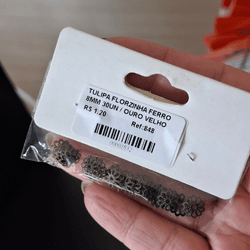 TULIPA FLORZINHA FERRO
8MM 30UN / OURO VELHO
R$ 1,20
Ref:848